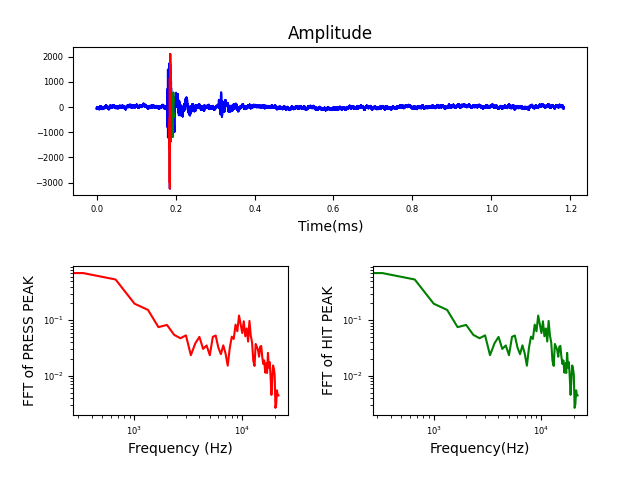 Amplitude
2000
1000
0
−1000
−2000
−3000
0.0 0.2 0.4 0.6 0.8 1.0 1.2
Time(ms)
FFT of PRESS PEAK
10⁻¹
10⁻²
10³ 10⁴
Frequency (Hz)
FFT of HIT PEAK
10⁻¹
10⁻²
10³ 10⁴
Frequency(Hz)